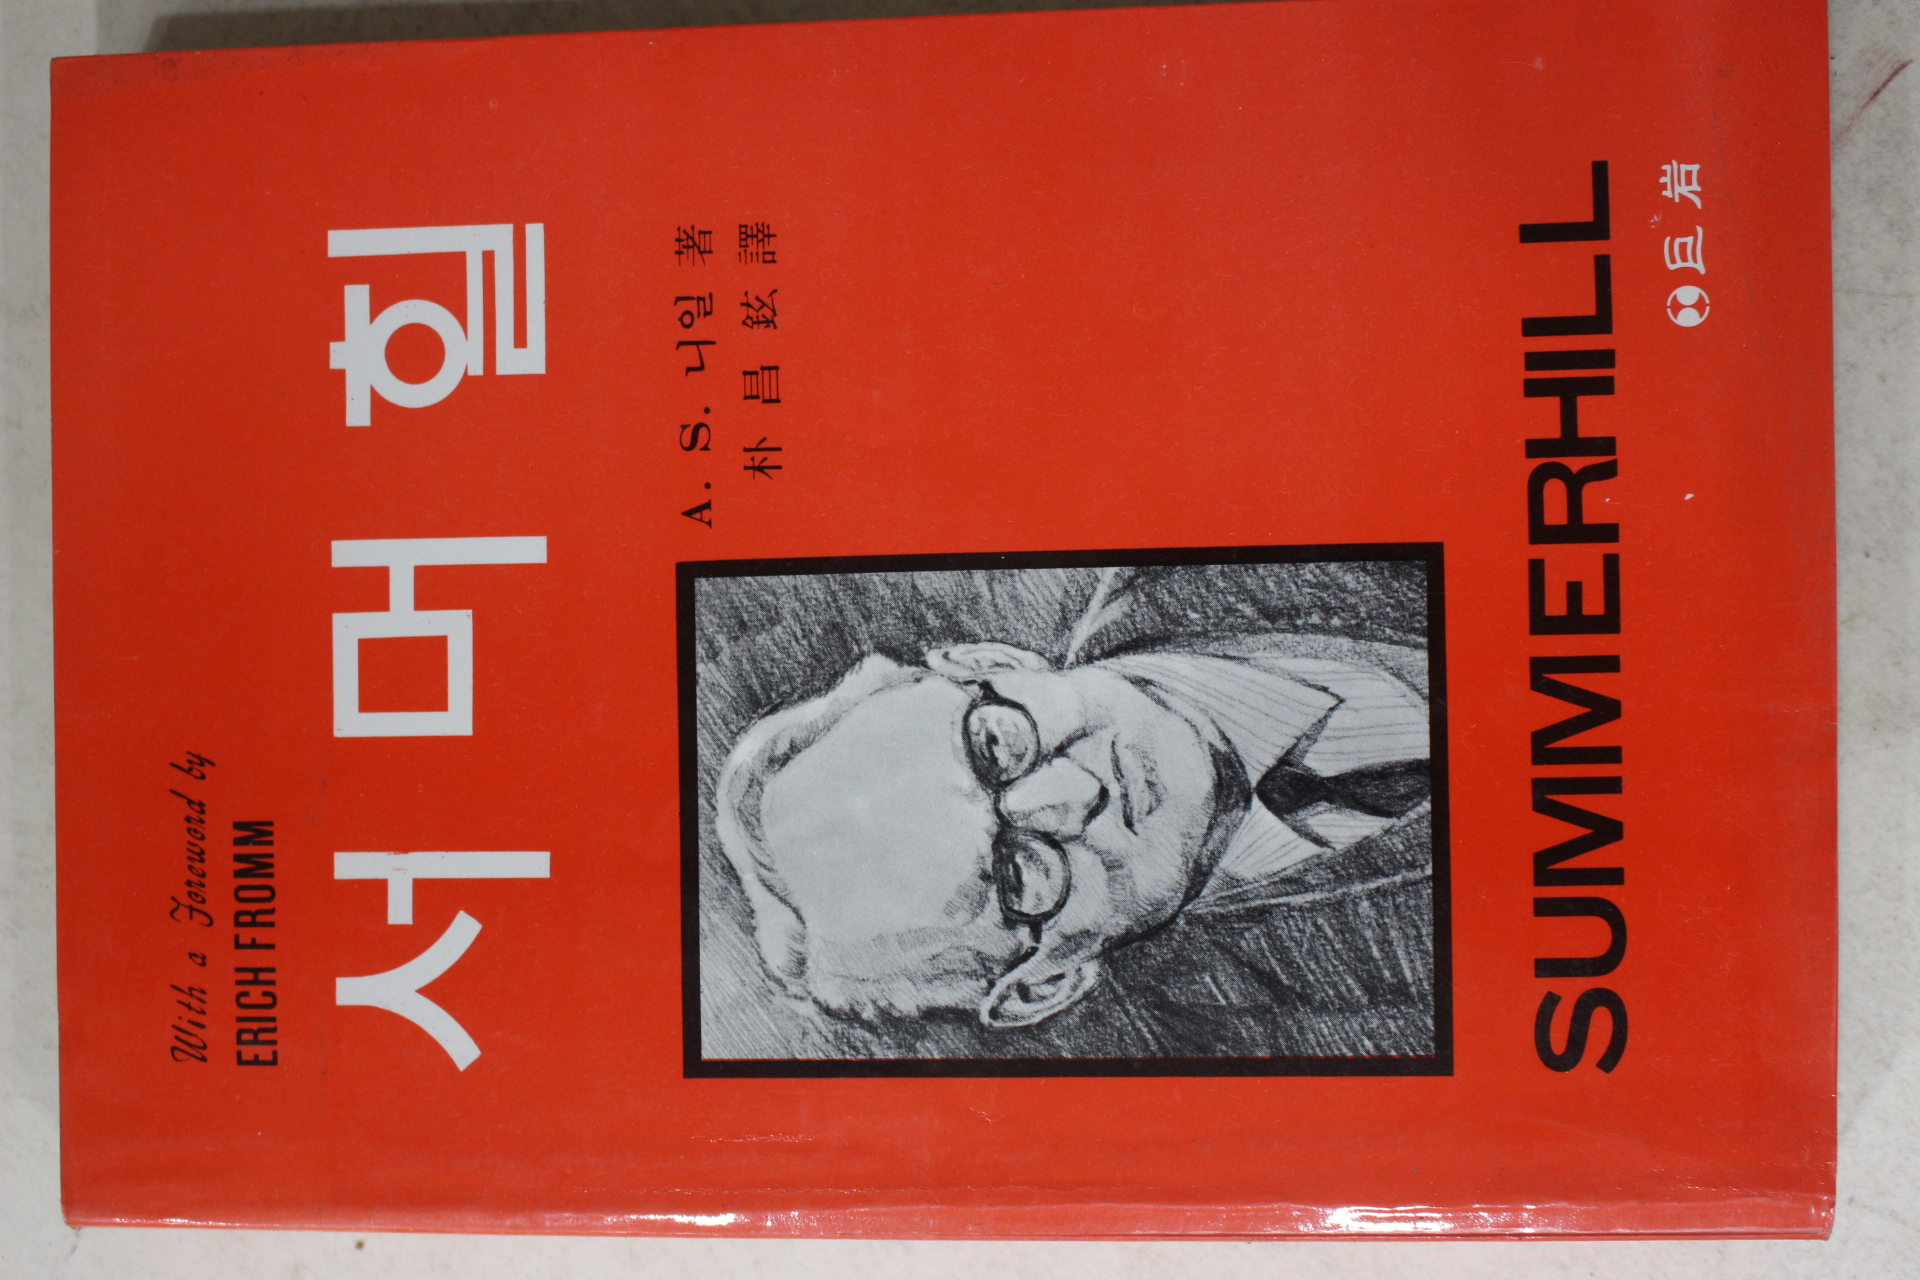 With a Foreword by
ERICH FROMM
서머힐
A. S. 니일 著
朴昌鉉 譯
SUMMERHILL
巨岩